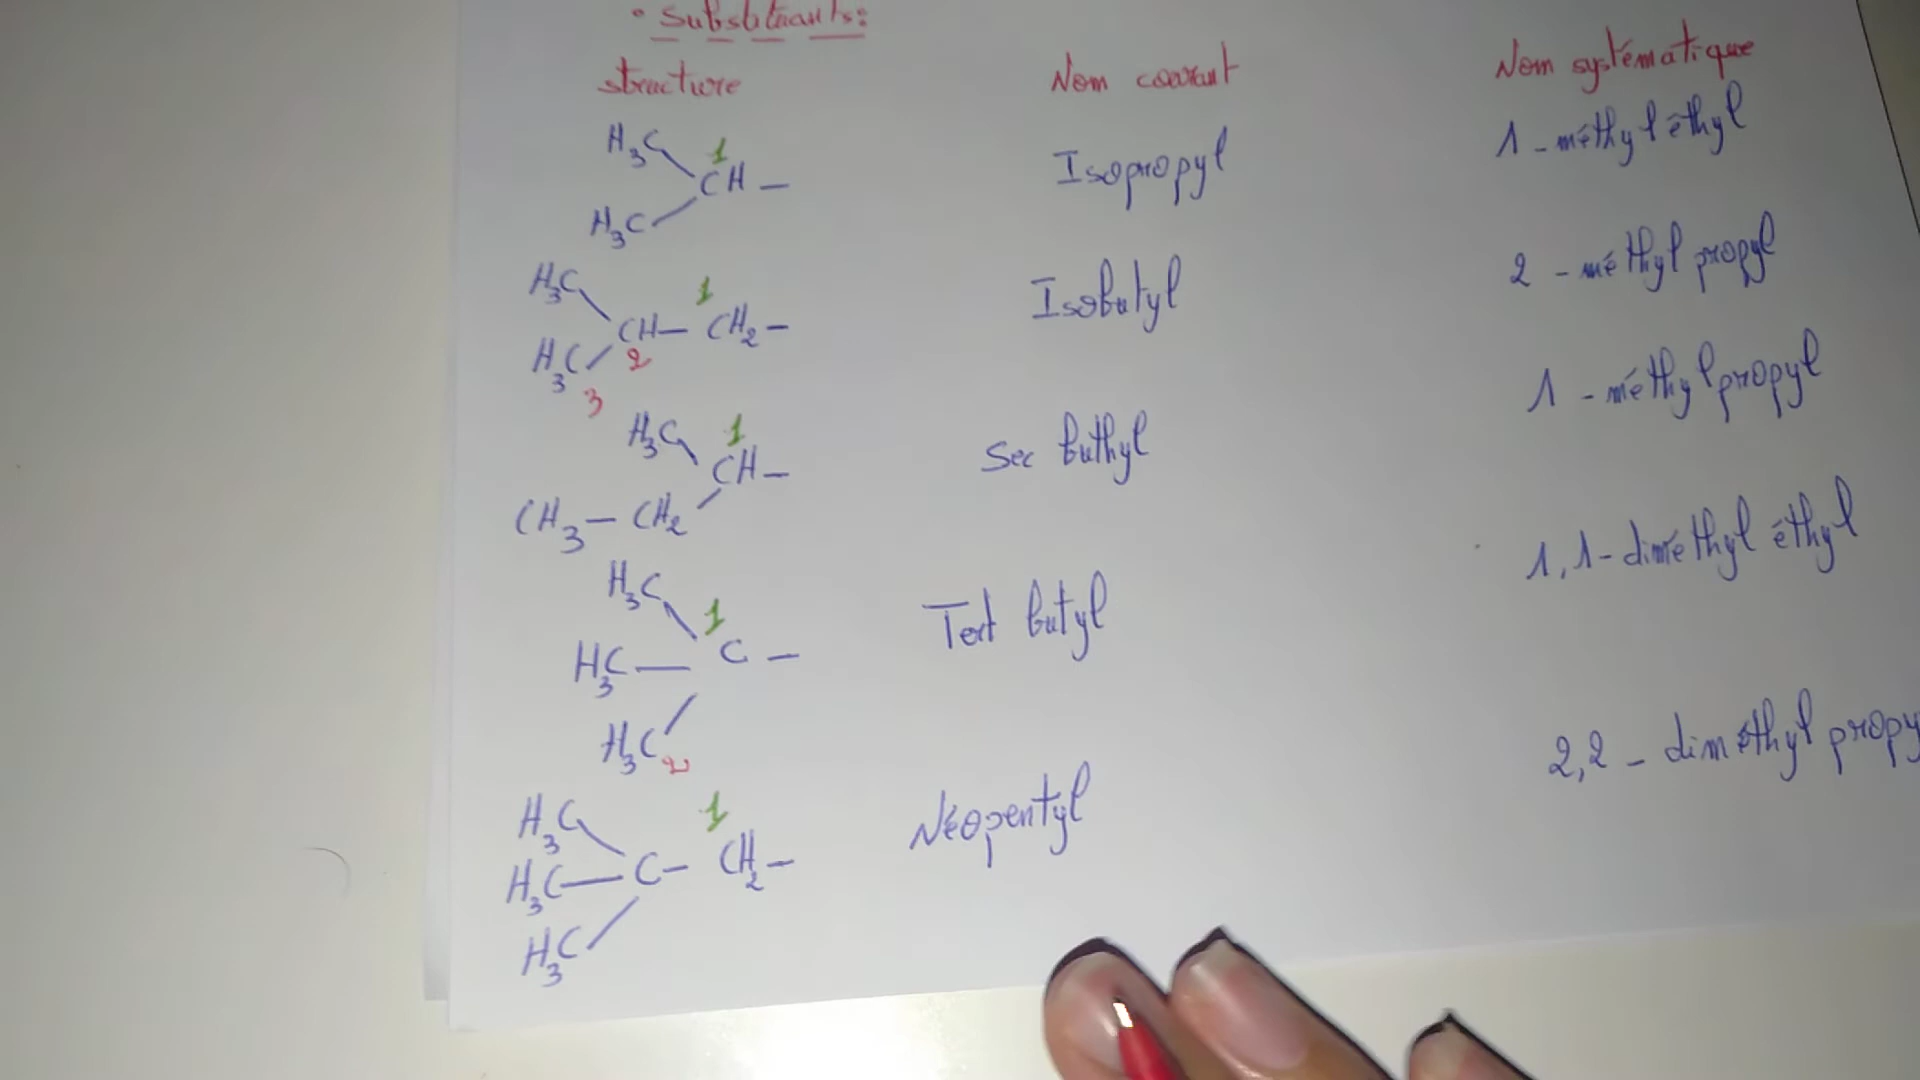 • Substituants:
structure Nom courant Nom systématique
H3C 1
CH – Isopropyl 1 - méthyl éthyl
H3C
H3C 1
CH – CH2 – Isobutyl 2 - méthyl propyl
H3C 2
3
H3C 1
CH – Sec buthyl 1 - méthyl propyl
CH3 – CH2
H3C 1
H3C — C – Tert butyl 1,1 - diméthyl éthyl
H3C 2
H3C 1
H3C — C – CH2 – Néopentyl 2,2 - diméthyl propy
H3C